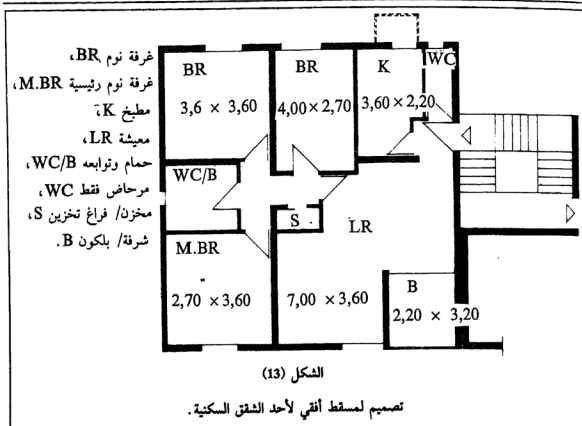 غرفة نوم BR،
غرفة نوم رئيسية M.BR،
مطبخ K،
معيشة LR،
حمام وتوابعه WC/B،
مرحاض فقط WC،
مخزن/ فراغ تخزين S،
شرفة/ بلكون B.
BR
3,6 × 3,60
BR
4,00 × 2,70
K
3,60 × 2,20
WC
WC/B
S
LR
M.BR
2,70 × 3,60
7,00 × 3,60
B
2,20 × 3,20
الشكل (13)
تصميم لمسقط أفقي لأحد الشقق السكنية.